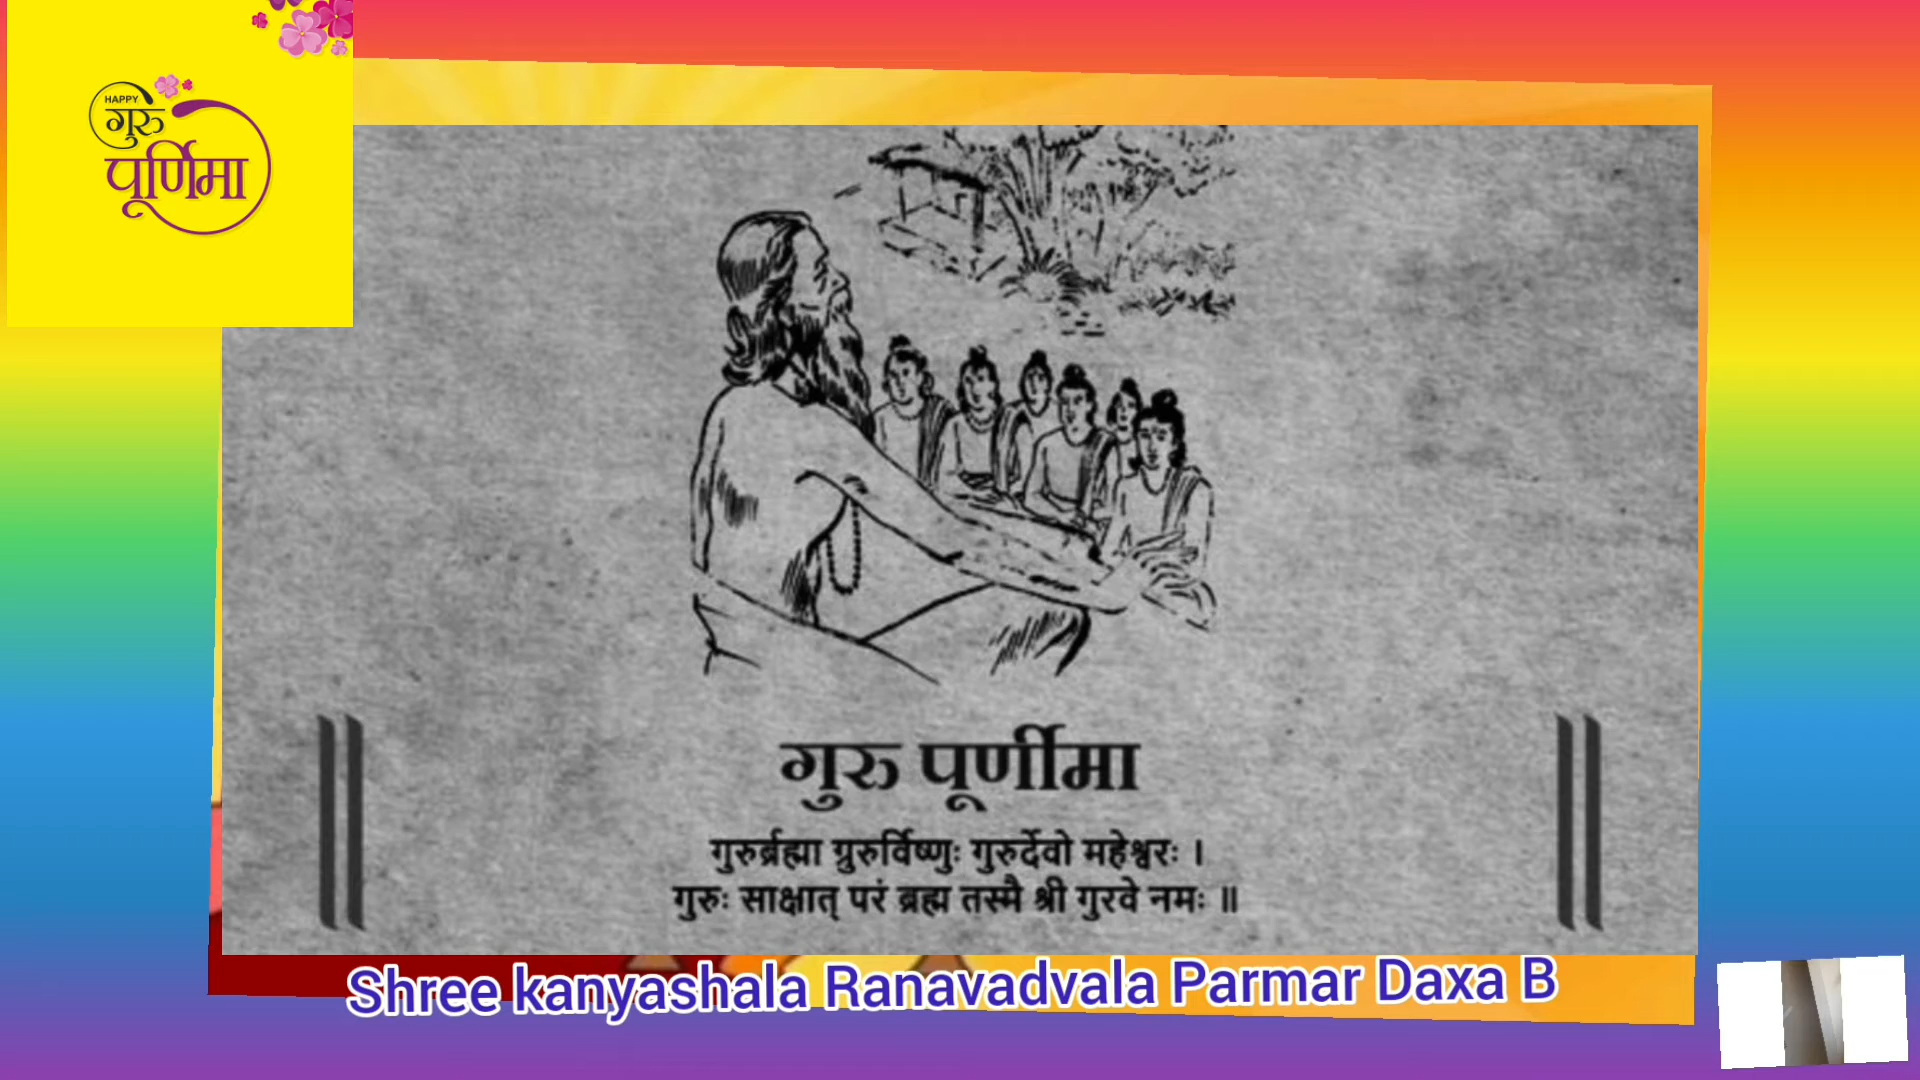 HAPPY
गुरु
पूर्णिमा
गुरु पूर्णीमा
गुरुर्ब्रह्मा ग्रुरुर्विष्णुः गुरुर्देवो महेश्वरः ।
गुरुः साक्षात् परं ब्रह्म तस्मै श्री गुरवे नमः ॥
Shree kanyashala Ranavadvala Parmar Daxa B